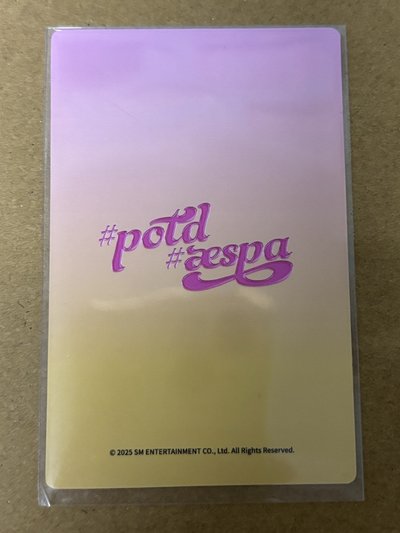 #potd
#æspa
© 2025 SM ENTERTAINMENT CO., Ltd. All Rights Reserved.